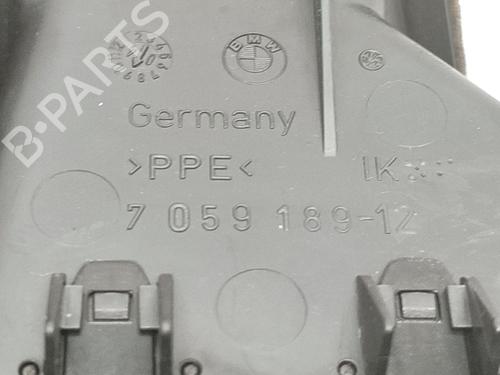 BMW
Germany
>PPE< IK
7 059 189-12
B-PARTS